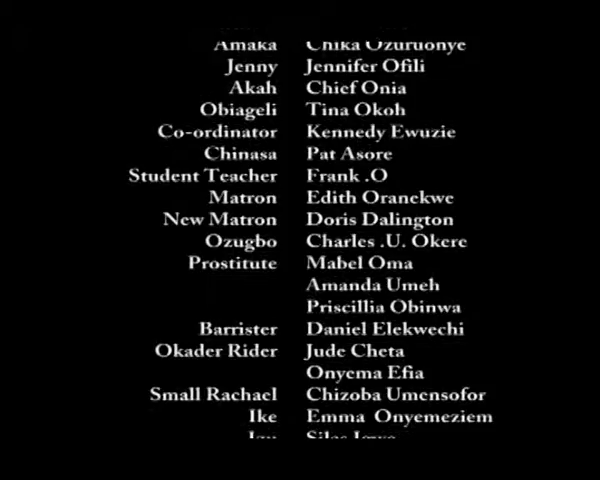 Amaka Chika Ozuruonye
Jenny Jennifer Ofili
Akah Chief Onia
Obiageli Tina Okoh
Co-ordinator Kennedy Ewuzie
Chinasa Pat Asore
Student Teacher Frank .O
Matron Edith Oranekwe
New Matron Doris Dalington
Ozugbo Charles .U. Okere
Prostitute Mabel Oma
Amanda Umeh
Priscillia Obinwa
Barrister Daniel Elekwechi
Okader Rider Jude Cheta
Onyema Efia
Small Rachael Chizoba Umensofor
Ike Emma Onyemeziem